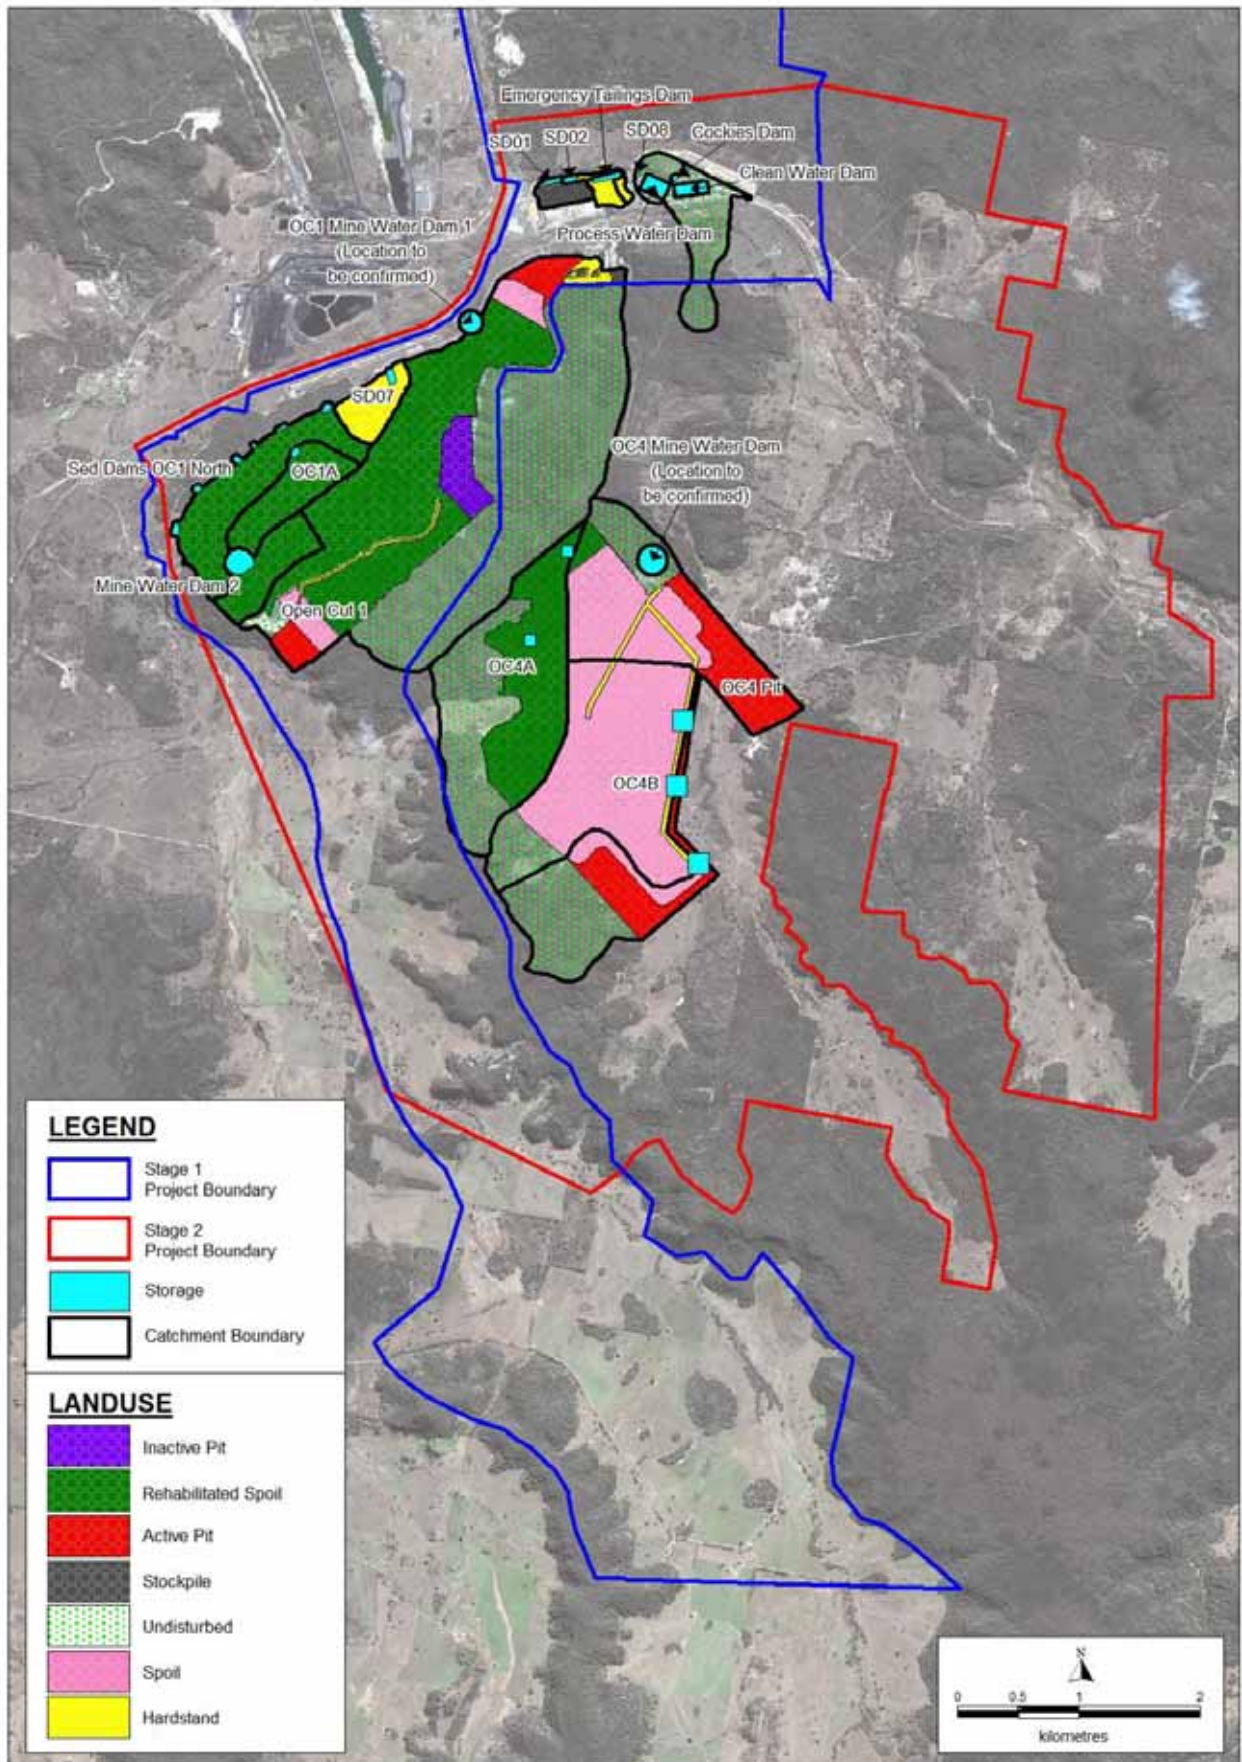 Emergency Tailings Dam
SD01
SD02
SD08
Cockies Dam
Clean Water Dam
OC1 Mine Water Dam 1
(Location to
be confirmed)
Process Water Dam
SD07
Sed Dams OC1 North
OC1A
OC4 Mine Water Dam
(Location to
be confirmed)
Mine Water Dam 2
Open Cut 1
OC4A
OC4 Pit
OC4B
LEGEND
Stage 1
Project Boundary
Stage 2
Project Boundary
Storage
Catchment Boundary
LANDUSE
Inactive Pit
Rehabilitated Spoil
Active Pit
Stockpile
Undisturbed
Spoil
Hardstand
N
0 0.5 1 2
kilometres